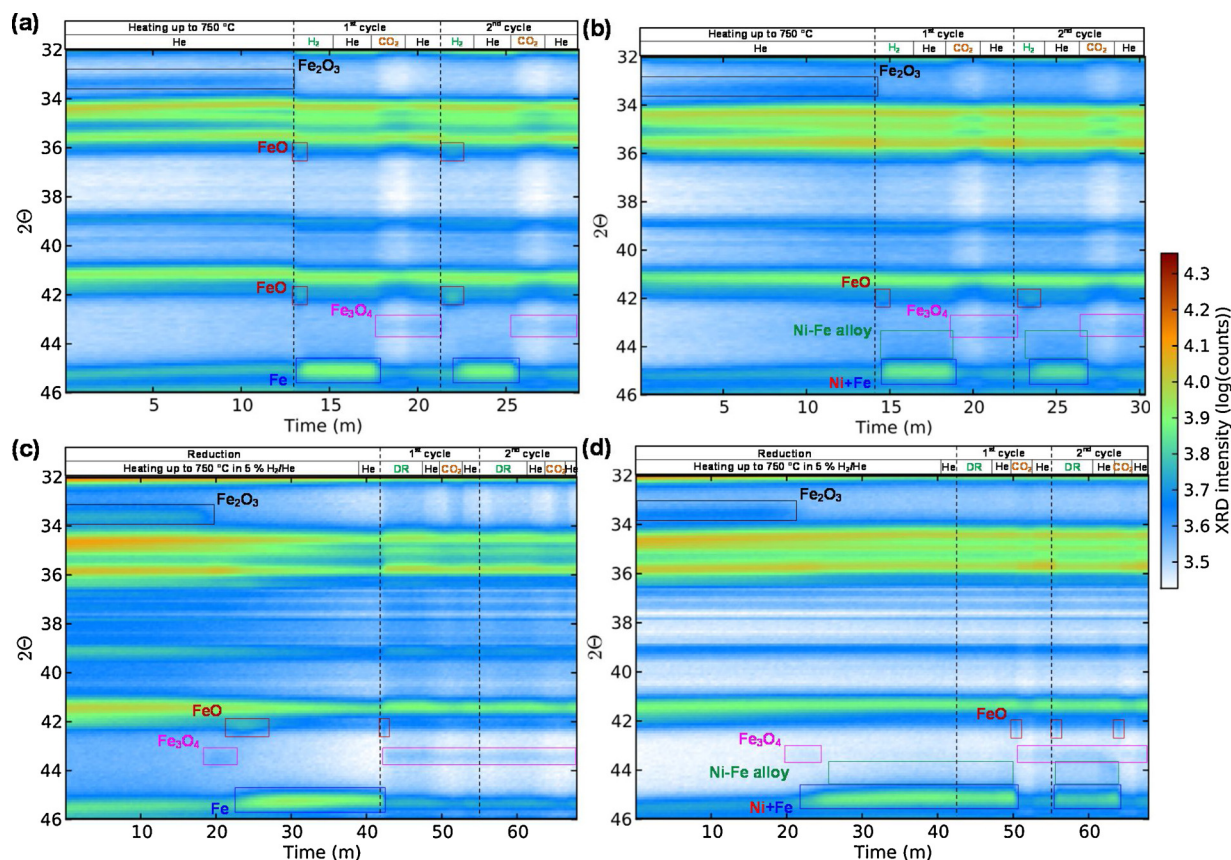 (a)
Heating up to 750 °C 1st cycle 2nd cycle
He H₂ He CO₂ He H₂ He CO₂ He
32
34
36
38
40
42
44
46
2Θ
Fe₂O₃
FeO
FeO
Fe₃O₄
Fe
5 10 15 20 25
Time (m)
(b)
Heating up to 750 °C 1st cycle 2nd cycle
He H₂ He CO₂ He H₂ He CO₂ He
32
34
36
38
40
42
44
46
2Θ
Fe₂O₃
FeO
Fe₃O₄
Ni-Fe alloy
Ni+Fe
5 10 15 20 25 30
Time (m)
4.3
4.2
4.1
4.0
3.9
3.8
3.7
3.6
3.5
XRD intensity (log(counts))
(c)
Reduction 1st cycle 2nd cycle
Heating up to 750 °C in 5 % H₂/He He DR He CO₂ He DR He CO₂ He
32
34
36
38
40
42
44
46
2Θ
Fe₂O₃
FeO
Fe₃O₄
Fe
10 20 30 40 50 60
Time (m)
(d)
Reduction 1st cycle 2nd cycle
Heating up to 750 °C in 5 % H₂/He He DR He CO₂ He DR He CO₂ He
32
34
36
38
40
42
44
46
2Θ
Fe₂O₃
FeO
Fe₃O₄
Ni-Fe alloy
Ni+Fe
10 20 30 40 50 60
Time (m)